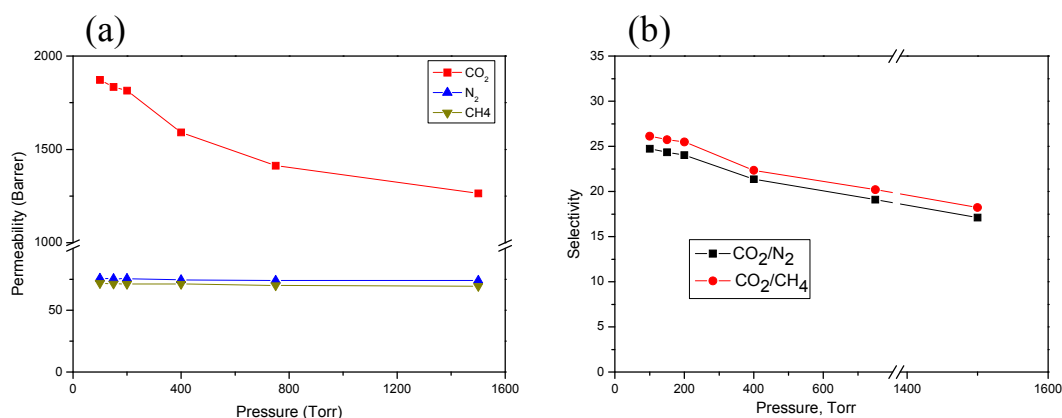 (a)
2000
1500
1000
50
0
Permeability (Barrer)
0 400 800 1200 1600
Pressure (Torr)
CO₂
N₂
CH4
(b)
35
30
25
20
15
10
5
0
Selectivity
0 200 400 600 1400 1600
Pressure, Torr
CO₂/N₂
CO₂/CH₄